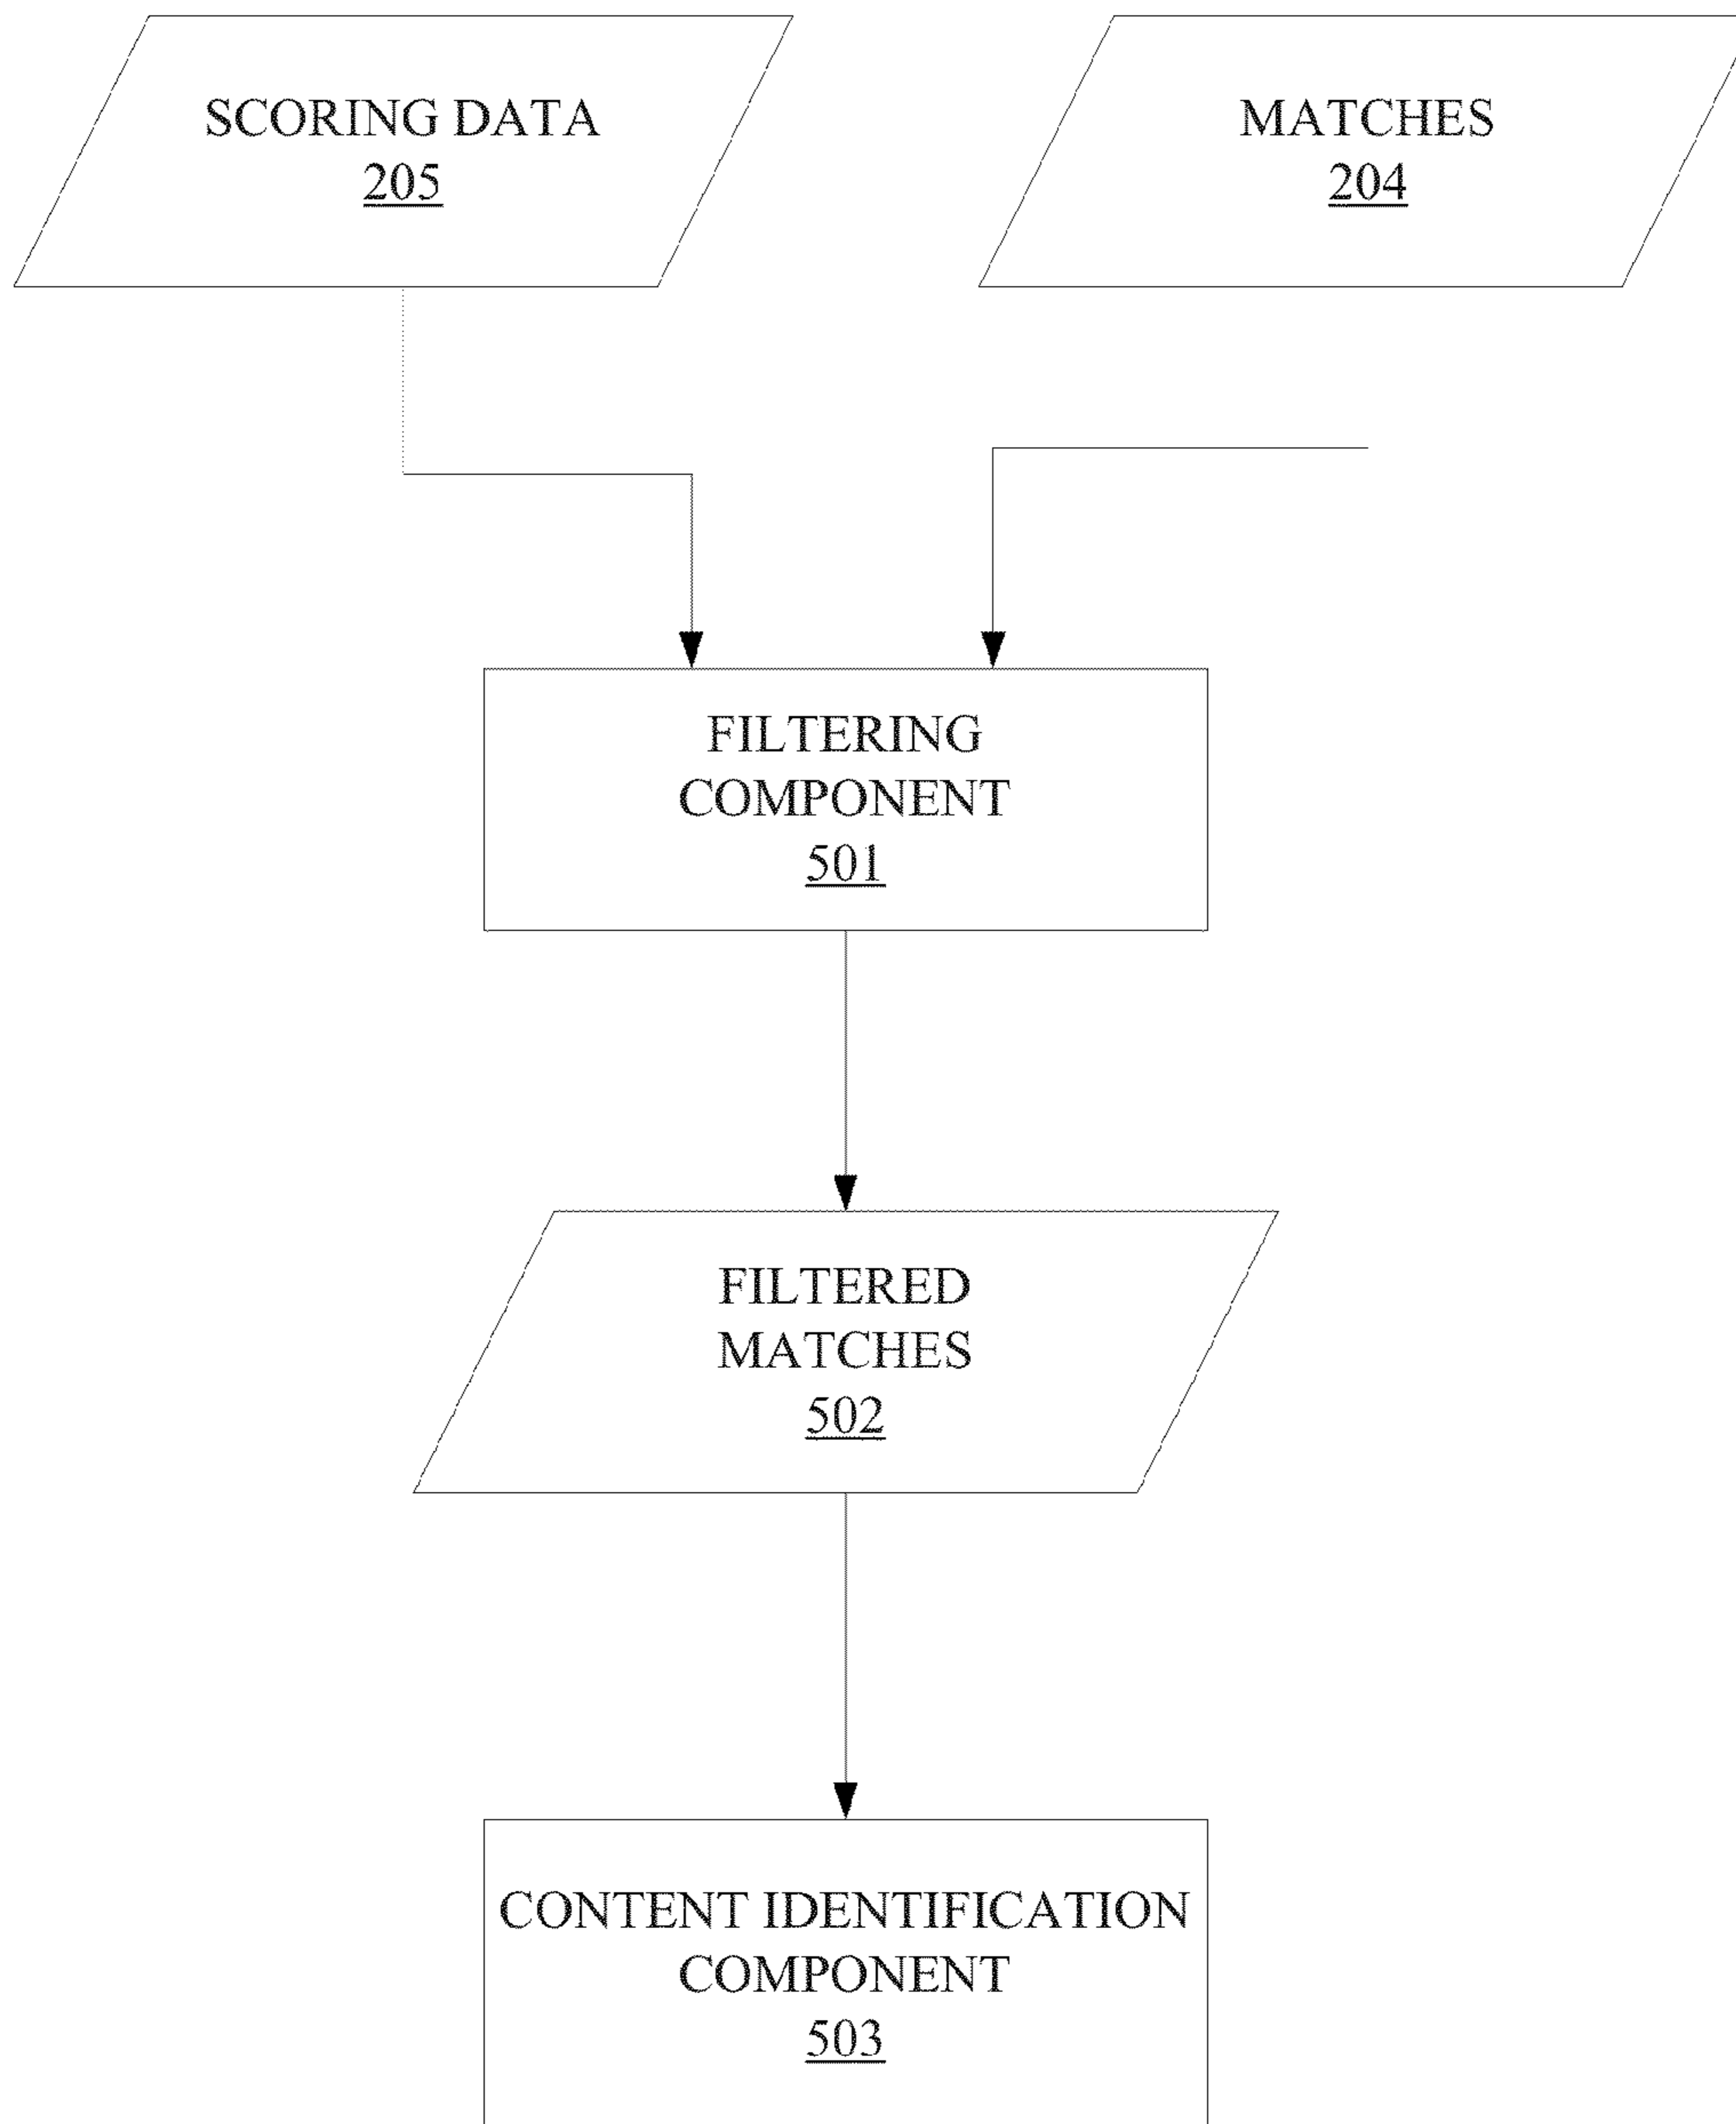 SCORING DATA
205
MATCHES
204
FILTERING
COMPONENT
501
FILTERED
MATCHES
502
CONTENT IDENTIFICATION
COMPONENT
503